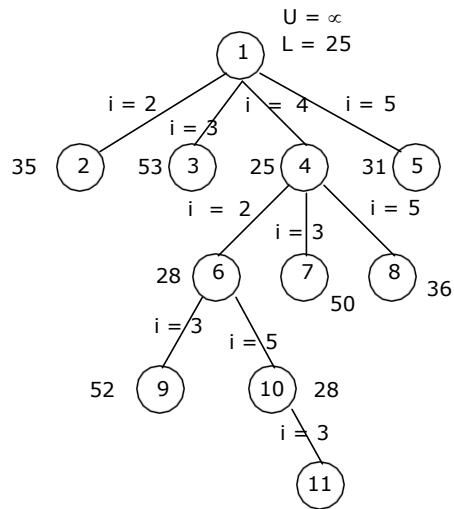 U = ∞
1
L = 25
i = 2
i = 3
i = 4
i = 5
35
2
53
3
25
4
31
5
i = 2
i = 3
i = 5
28
6
7
8
50
36
i = 3
i = 5
52
9
10
28
i = 3
11